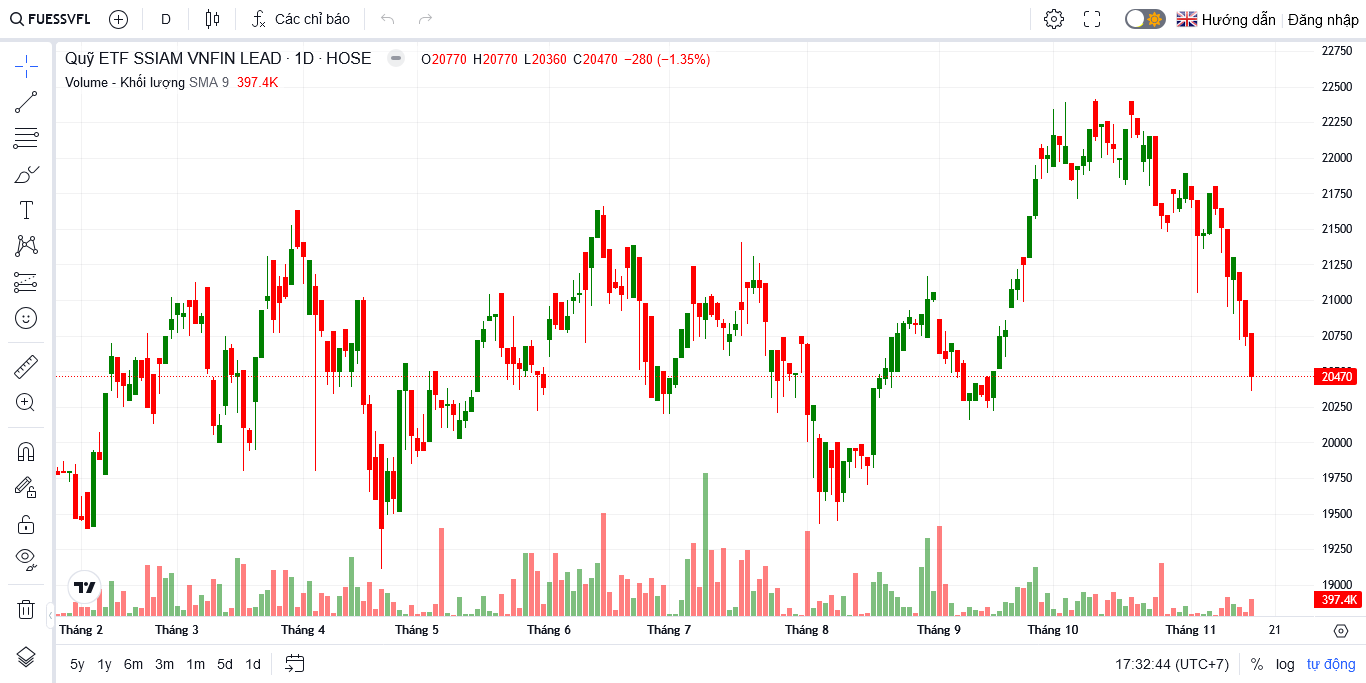 FUESSVFL D Các chỉ báo Hướng dẫn Đăng nhập
Quỹ ETF SSIAM VNFIN LEAD · 1D · HOSE O20770 H20770 L20360 C20470 −280 (−1.35%)
Volume - Khối lượng SMA 9 397.4K
22750
22500
22250
22000
21750
21500
21250
21000
20750
20470
20250
20000
19750
19500
19250
19000
397.4K
Tháng 2 Tháng 3 Tháng 4 Tháng 5 Tháng 6 Tháng 7 Tháng 8 Tháng 9 Tháng 10 Tháng 11 21
5y 1y 6m 3m 1m 5d 1d 17:32:44 (UTC+7) % log tự động